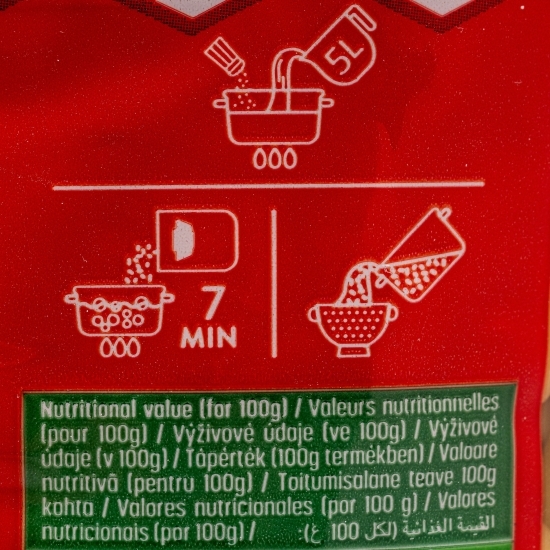 5L
7
MIN
Nutritional value (for 100g) / Valeurs nutritionnelles
(pour 100g) / Výživové údaje (ve 100g) / Výživové
údaje (v 100g) / Tápérték (100g termékben) / Valoare
nutritivă (pentru 100g) / Toitumisalane teave 100g
kohta / Valores nutricionales (por 100 g) / Valores
nutricionais (por 100g) / القيمة الغذائية (لكل 100 غ):